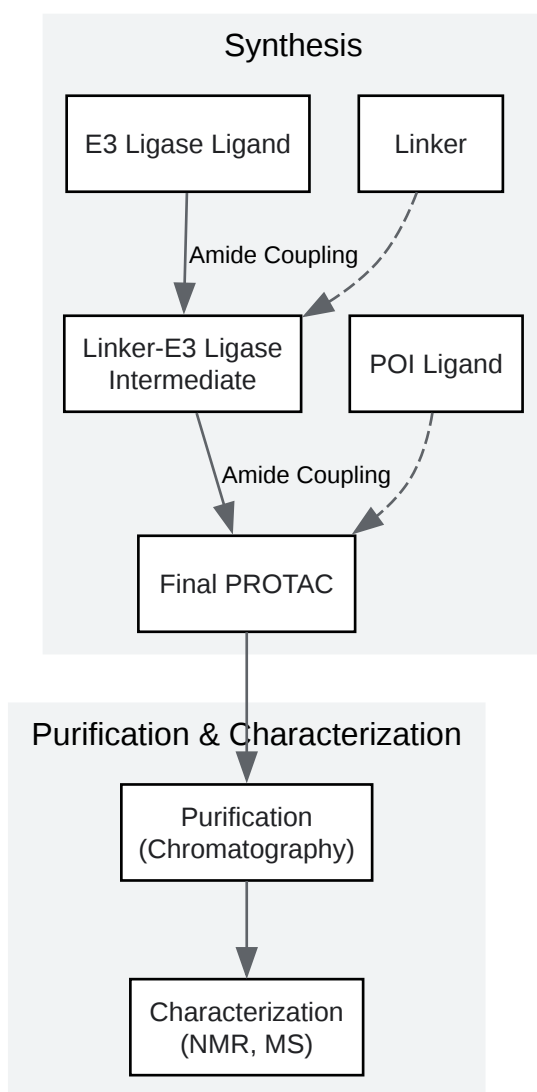 Synthesis
E3 Ligase Ligand
Linker
Amide Coupling
Linker-E3 Ligase
Intermediate
POI Ligand
Amide Coupling
Final PROTAC
Purification & Characterization
Purification
(Chromatography)
Characterization
(NMR, MS)